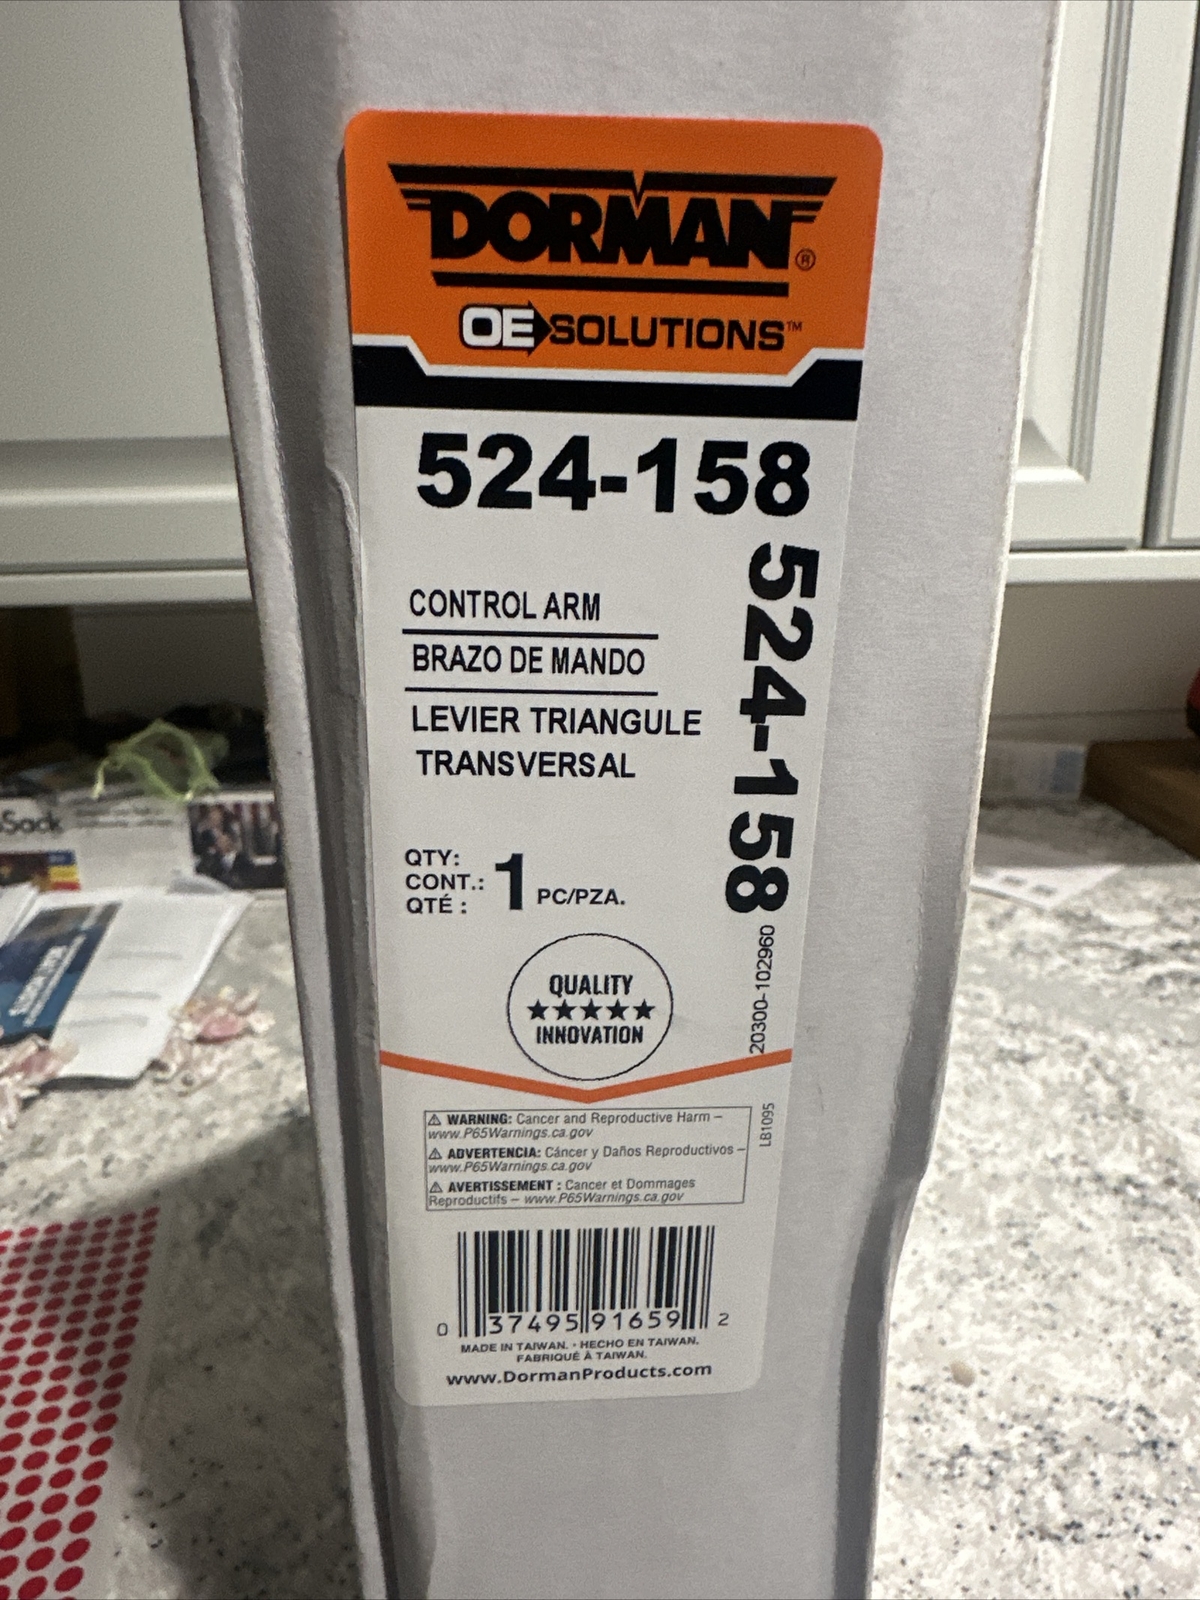 DORMAN®
OE SOLUTIONS™
524-158
524-158
CONTROL ARM
BRAZO DE MANDO
LEVIER TRIANGULE
TRANSVERSAL
QTY:
CONT.:
QTÉ :
1 PC/PZA.
QUALITY
★★★★★
INNOVATION
20300-102960
LB1095
⚠ WARNING: Cancer and Reproductive Harm –
www.P65Warnings.ca.gov
⚠ ADVERTENCIA: Cáncer y Daños Reproductivos –
www.P65Warnings.ca.gov
⚠ AVERTISSEMENT : Cancer et Dommages
Reproductifs – www.P65Warnings.ca.gov
0 37495 91659 2
MADE IN TAIWAN. • HECHO EN TAIWAN.
FABRIQUÉ À TAIWAN.
www.DormanProducts.com
Sack